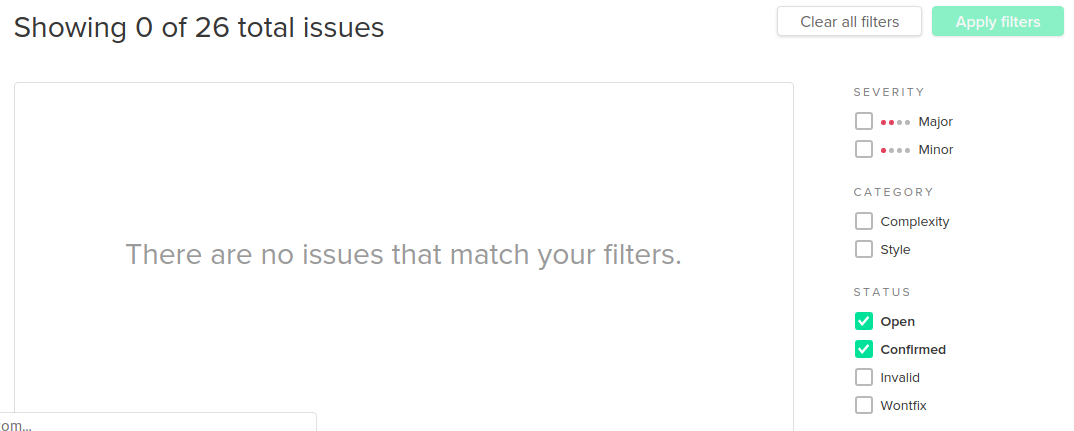 Showing 0 of 26 total issues
Clear all filters
Apply filters
There are no issues that match your filters.
SEVERITY
Major
Minor
CATEGORY
Complexity
Style
STATUS
Open
Confirmed
Invalid
Wontfix
om...